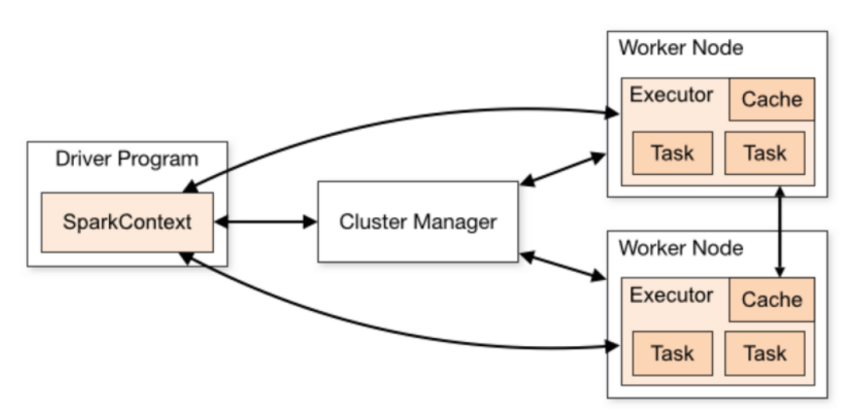 Driver Program
SparkContext
Cluster Manager
Worker Node
Executor
Cache
Task
Task
Worker Node
Executor
Cache
Task
Task